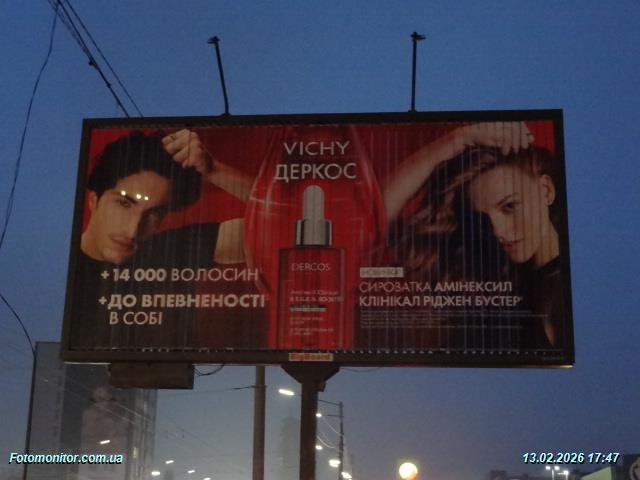 VICHY
ДЕРКОС
DERCOS
+14 000 ВОЛОСИН
+ДО ВПЕВНЕНОСТІ
В СОБІ
НОВИНКА
СИРОВАТКА АМІНЕКСИЛ
КЛІНІКАЛ РІДЖЕН БУСТЕР
BigBoard
Fotomonitor.com.ua
13.02.2026 17:47